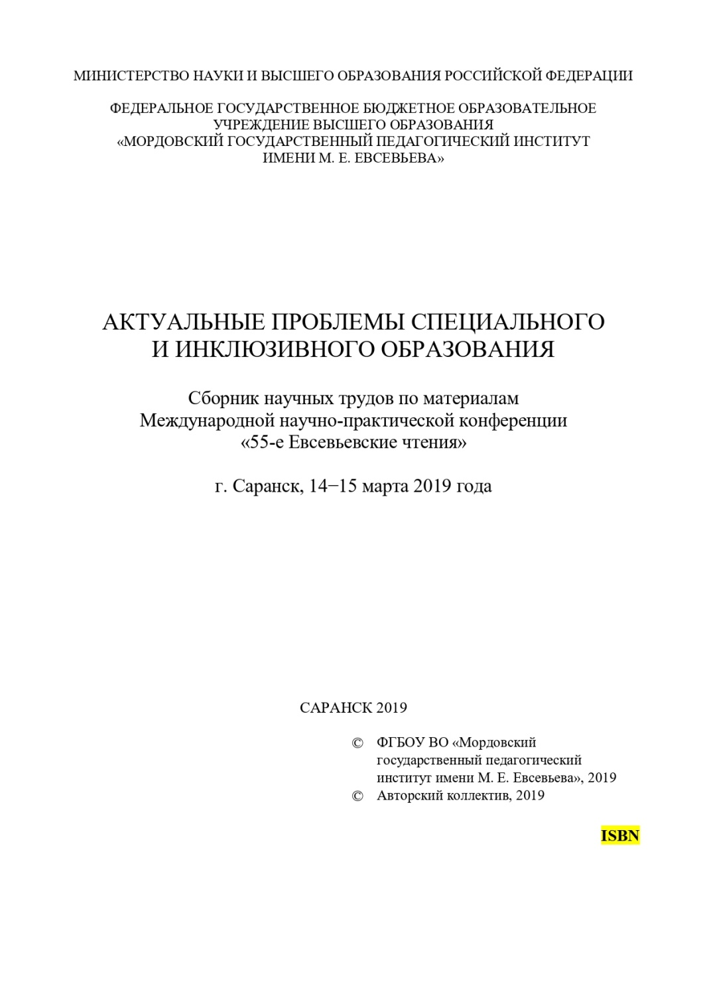 МИНИСТЕРСТВО НАУКИ И ВЫСШЕГО ОБРАЗОВАНИЯ РОССИЙСКОЙ ФЕДЕРАЦИИ
ФЕДЕРАЛЬНОЕ ГОСУДАРСТВЕННОЕ БЮДЖЕТНОЕ ОБРАЗОВАТЕЛЬНОЕ
УЧРЕЖДЕНИЕ ВЫСШЕГО ОБРАЗОВАНИЯ
«МОРДОВСКИЙ ГОСУДАРСТВЕННЫЙ ПЕДАГОГИЧЕСКИЙ ИНСТИТУТ
ИМЕНИ М. Е. ЕВСЕВЬЕВА»
АКТУАЛЬНЫЕ ПРОБЛЕМЫ СПЕЦИАЛЬНОГО
И ИНКЛЮЗИВНОГО ОБРАЗОВАНИЯ
Сборник научных трудов по материалам
Международной научно-практической конференции
«55-е Евсевьевские чтения»
г. Саранск, 14−15 марта 2019 года
САРАНСК 2019
© ФГБОУ ВО «Мордовский
государственный педагогический
институт имени М. Е. Евсевьева», 2019
© Авторский коллектив, 2019
ISBN